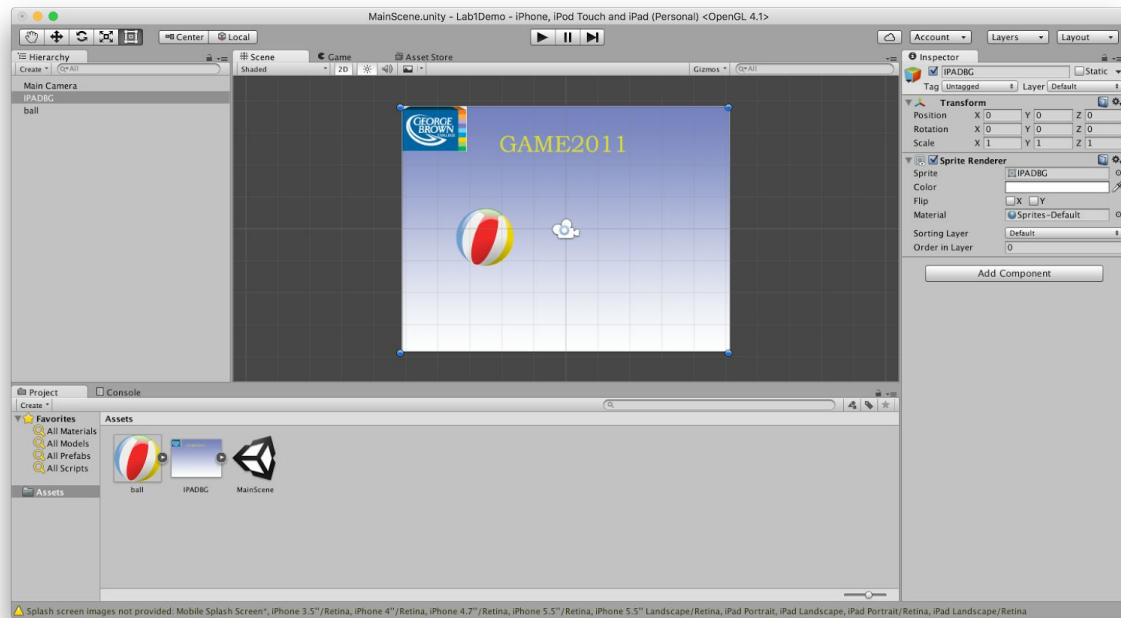 MainScene.unity - Lab1Demo - iPhone, iPod Touch and iPad (Personal) <OpenGL 4.1>
Center Local Account Layers Layout
Hierarchy
Create All
Main Camera
IPADBG
ball
Scene Game Asset Store
Shaded 2D Gizmos All
GEORGE
BROWN
COLLEGE
GAME2011
Inspector
IPADBG Static
Tag Untagged Layer Default
Transform
Position X 0 Y 0 Z 0
Rotation X 0 Y 0 Z 0
Scale X 1 Y 1 Z 1
Sprite Renderer
Sprite IPADBG
Color
Flip X Y
Material Sprites-Default
Sorting Layer Default
Order in Layer 0
Add Component
Project Console
Create
Favorites
All Materials
All Models
All Prefabs
All Scripts
Assets
Assets
ball IPADBG MainScene
Splash screen images not provided: Mobile Splash Screen*, iPhone 3.5"/Retina, iPhone 4"/Retina, iPhone 4.7"/Retina, iPhone 5.5"/Retina, iPhone 5.5" Landscape/Retina, iPad Portrait, iPad Landscape, iPad Portrait/Retina, iPad Landscape/Retina